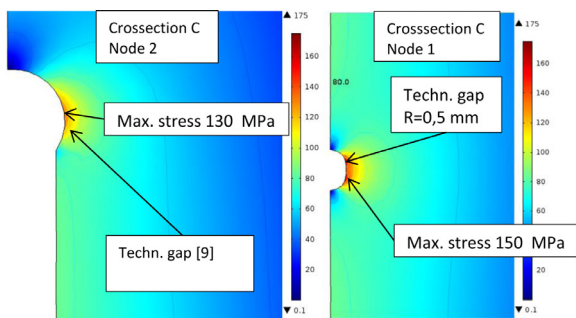 Crossection C
Node 2
Max. stress 130 MPa
Techn. gap [9]
175
160
140
120
100
80
60
40
20
0.1
Crosssection C
Node 1
80.0
Techn. gap
R=0,5 mm
Max. stress 150 MPa
175
160
140
120
100
80
60
40
20
0.1